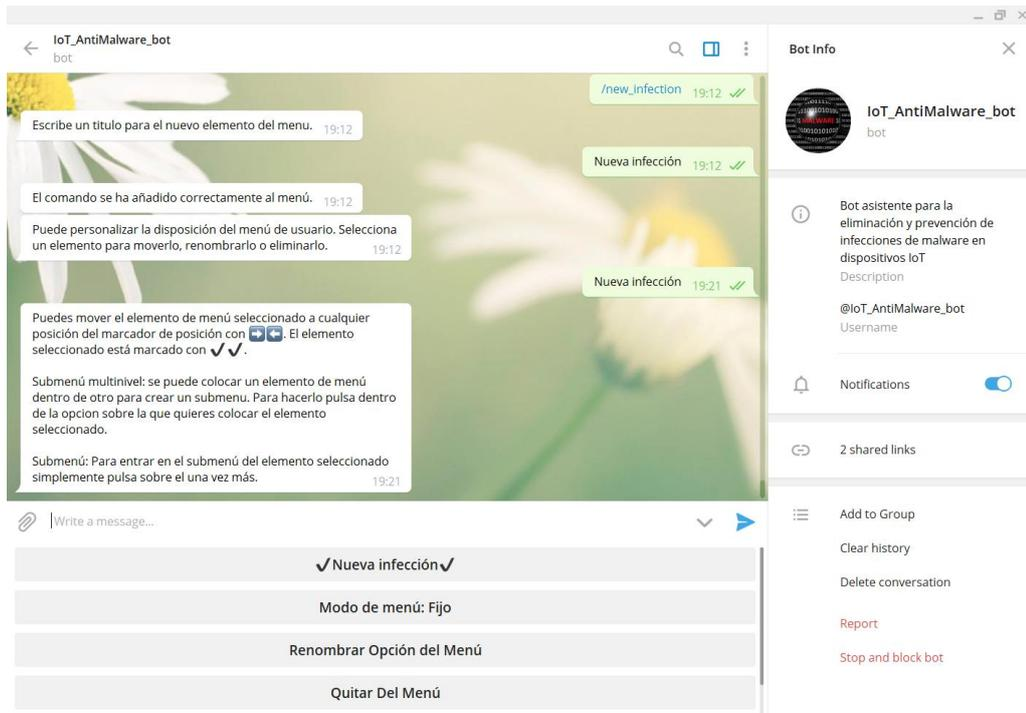 IoT_AntiMalware_bot
bot
/new_infection 19:12
Escribe un titulo para el nuevo elemento del menu. 19:12
Nueva infección 19:12
El comando se ha añadido correctamente al menú. 19:12
Puede personalizar la disposición del menú de usuario. Selecciona
un elemento para moverlo, renombrarlo o eliminarlo. 19:12
Nueva infección 19:21
Puedes mover el elemento de menú seleccionado a cualquier
posición del marcador de posición con ➡️⬅️. El elemento
seleccionado está marcado con ✔✔.
Submenú multinivel: se puede colocar un elemento de menú
dentro de otro para crear un submenu. Para hacerlo pulsa dentro
de la opcion sobre la que quieres colocar el elemento
seleccionado.
Submenú: Para entrar en el submenú del elemento seleccionado
simplemente pulsa sobre el una vez más. 19:21
Write a message...
✔Nueva infección✔
Modo de menú: Fijo
Renombrar Opción del Menú
Quitar Del Menú
Bot Info
MALWARE
IoT_AntiMalware_bot
bot
Bot asistente para la
eliminación y prevención de
infecciones de malware en
dispositivos IoT
Description
@IoT_AntiMalware_bot
Username
Notifications
2 shared links
Add to Group
Clear history
Delete conversation
Report
Stop and block bot